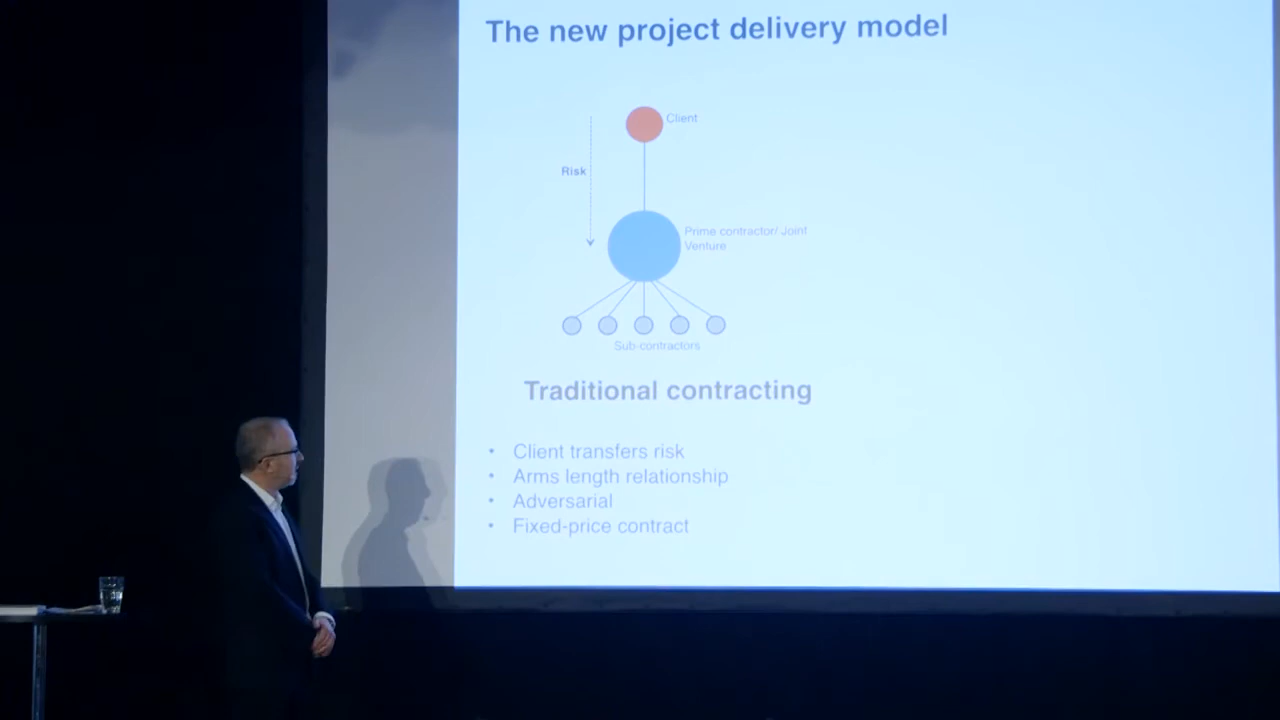 The new project delivery model
Client
Risk
Prime contractor/ Joint
Venture
Sub-contractors
Traditional contracting
• Client transfers risk
• Arms length relationship
• Adversarial
• Fixed-price contract